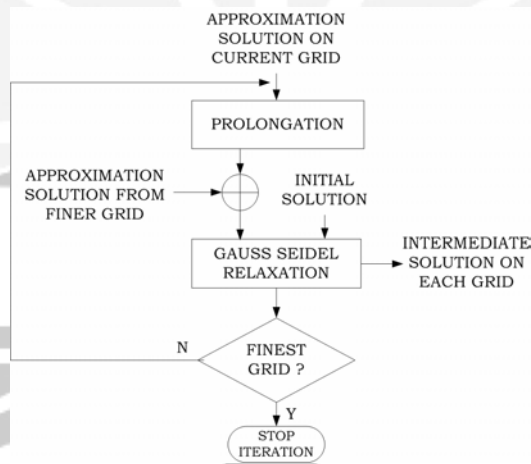 APPROXIMATION
SOLUTION ON
CURRENT GRID
PROLONGATION
APPROXIMATION
SOLUTION FROM
FINER GRID
INITIAL
SOLUTION
GAUSS SEIDEL
RELAXATION
INTERMEDIATE
SOLUTION ON
EACH GRID
N
FINEST
GRID ?
Y
STOP
ITERATION